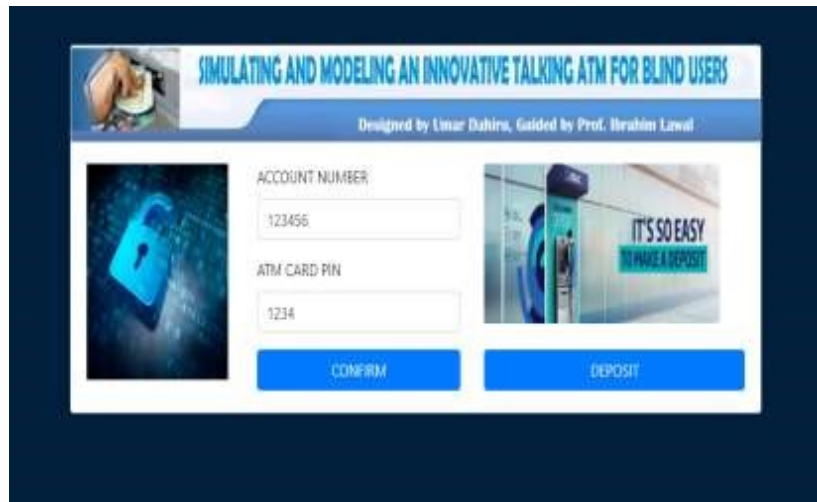 SIMULATING AND MODELING AN INNOVATIVE TALKING ATM FOR BLIND USERS
Designed by Umar Dahiru, Guided by Prof. Ibrahim Lawal
ACCOUNT NUMBER
123456
ATM CARD PIN
1234
CONFIRM
IT'S SO EASY
TO MAKE A DEPOSIT
DEPOSIT